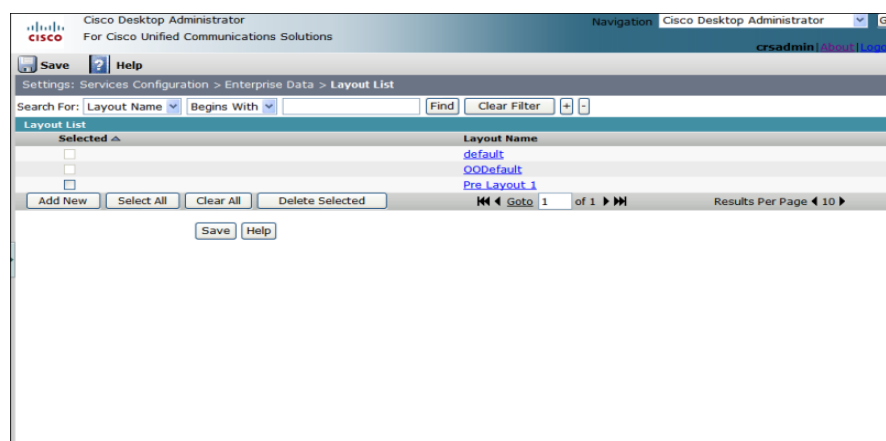 Cisco Desktop Administrator
For Cisco Unified Communications Solutions
CISCO
Navigation Cisco Desktop Administrator G
crsadmin|About|Logo
Save ? Help
Settings: Services Configuration > Enterprise Data > Layout List
Search For: Layout Name Begins With Find Clear Filter + -
Layout List
Selected Layout Name
default
OODefault
Pre Layout 1
Add New Select All Clear All Delete Selected Goto 1 of 1 Results Per Page 10
Save Help